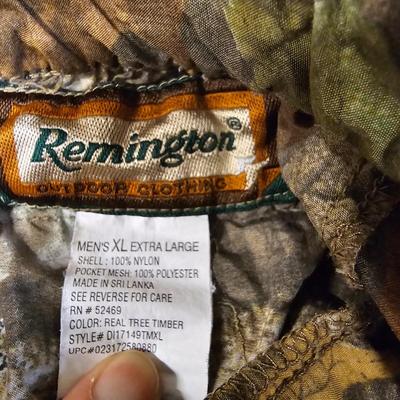 Remington®
OUTDOOR CLOTHING
MEN'S XL EXTRA LARGE
SHELL: 100% NYLON
POCKET MESH: 100% POLYESTER
MADE IN SRI LANKA
SEE REVERSE FOR CARE
RN # 52469
COLOR: REAL TREE TIMBER
STYLE# DI17149TMXL
UPC#023172580880